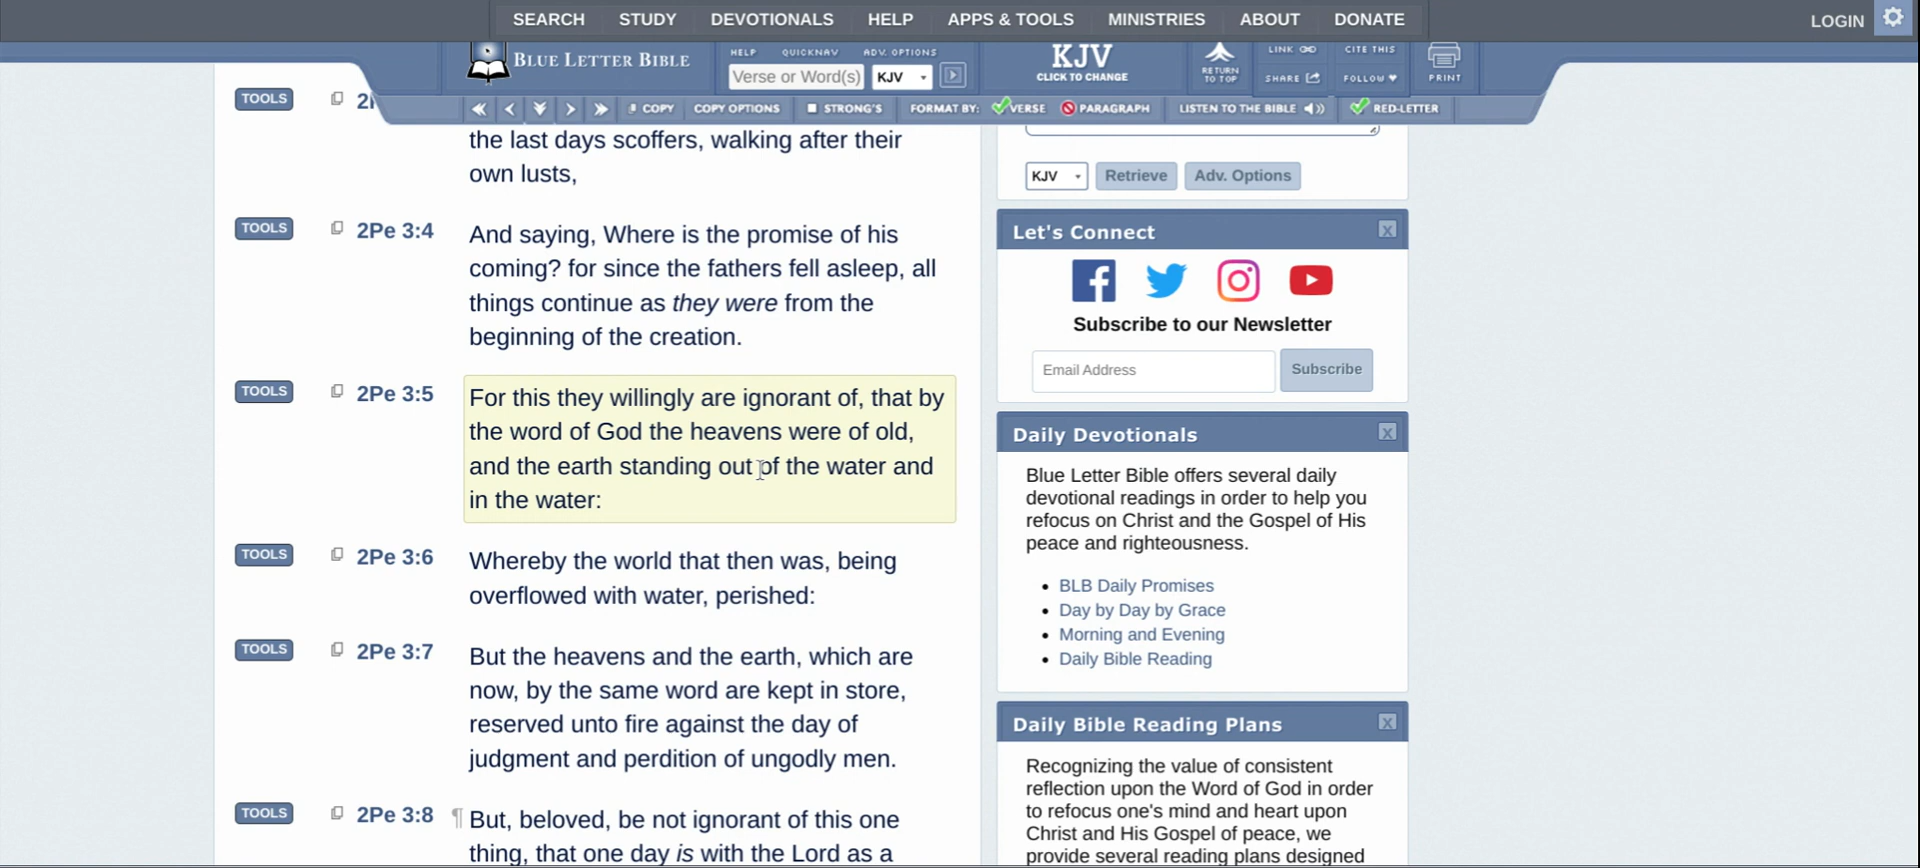 SEARCH STUDY DEVOTIONALS HELP APPS & TOOLS MINISTRIES ABOUT DONATE LOGIN
BLUE LETTER BIBLE
HELP QUICKNAV ADV. OPTIONS
Verse or Word(s) KJV
KJV
CLICK TO CHANGE
RETURN
TO TOP
LINK CITE THIS
SHARE FOLLOW
PRINT
COPY COPY OPTIONS STRONG'S FORMAT BY: VERSE PARAGRAPH LISTEN TO THE BIBLE RED-LETTER
TOOLS
the last days scoffers, walking after their
own lusts,
TOOLS 2Pe 3:4 And saying, Where is the promise of his
coming? for since the fathers fell asleep, all
things continue as they were from the
beginning of the creation.
TOOLS 2Pe 3:5 For this they willingly are ignorant of, that by
the word of God the heavens were of old,
and the earth standing out of the water and
in the water:
TOOLS 2Pe 3:6 Whereby the world that then was, being
overflowed with water, perished:
TOOLS 2Pe 3:7 But the heavens and the earth, which are
now, by the same word are kept in store,
reserved unto fire against the day of
judgment and perdition of ungodly men.
TOOLS 2Pe 3:8 ¶ But, beloved, be not ignorant of this one
thing, that one day is with the Lord as a
KJV Retrieve Adv. Options
Let's Connect X
Subscribe to our Newsletter
Email Address Subscribe
Daily Devotionals X
Blue Letter Bible offers several daily
devotional readings in order to help you
refocus on Christ and the Gospel of His
peace and righteousness.
• BLB Daily Promises
• Day by Day by Grace
• Morning and Evening
• Daily Bible Reading
Daily Bible Reading Plans X
Recognizing the value of consistent
reflection upon the Word of God in order
to refocus one's mind and heart upon
Christ and His Gospel of peace, we
provide several reading plans designed